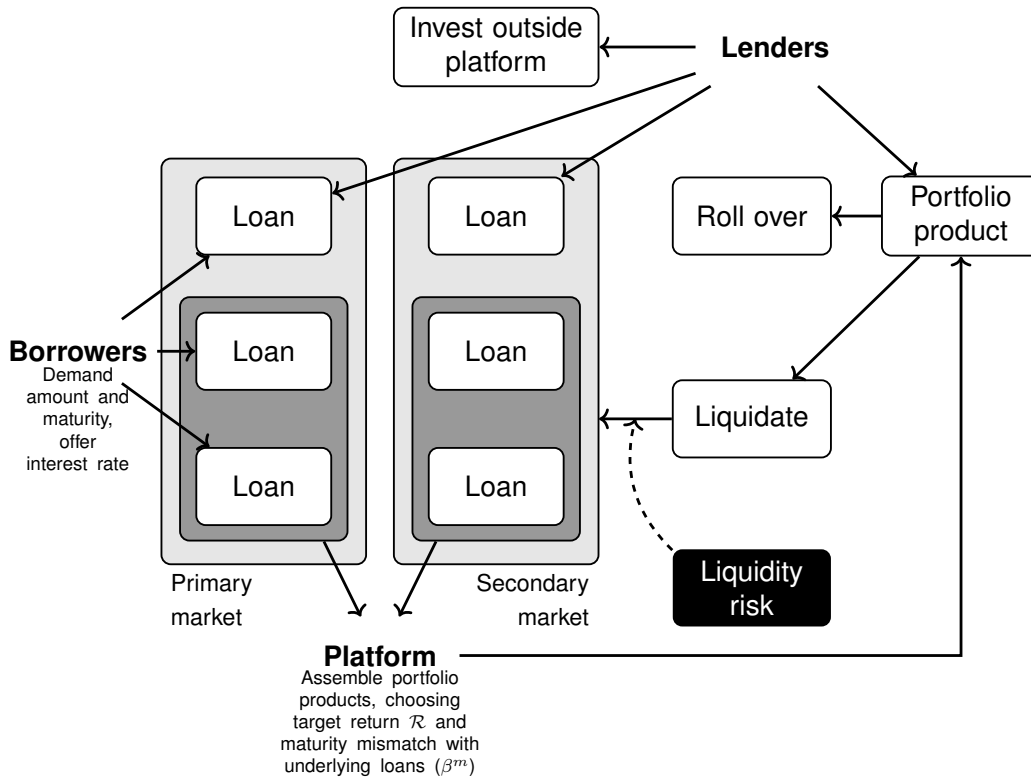 Invest outside
platform
Lenders
Loan
Loan
Roll over
Portfolio
product
Borrowers
Demand
amount and
maturity,
offer
interest rate
Loan
Loan
Liquidate
Loan
Loan
Primary
market
Secondary
market
Liquidity
risk
Platform
Assemble portfolio
products, choosing
target return ℛ and
maturity mismatch with
underlying loans (βᵐ)